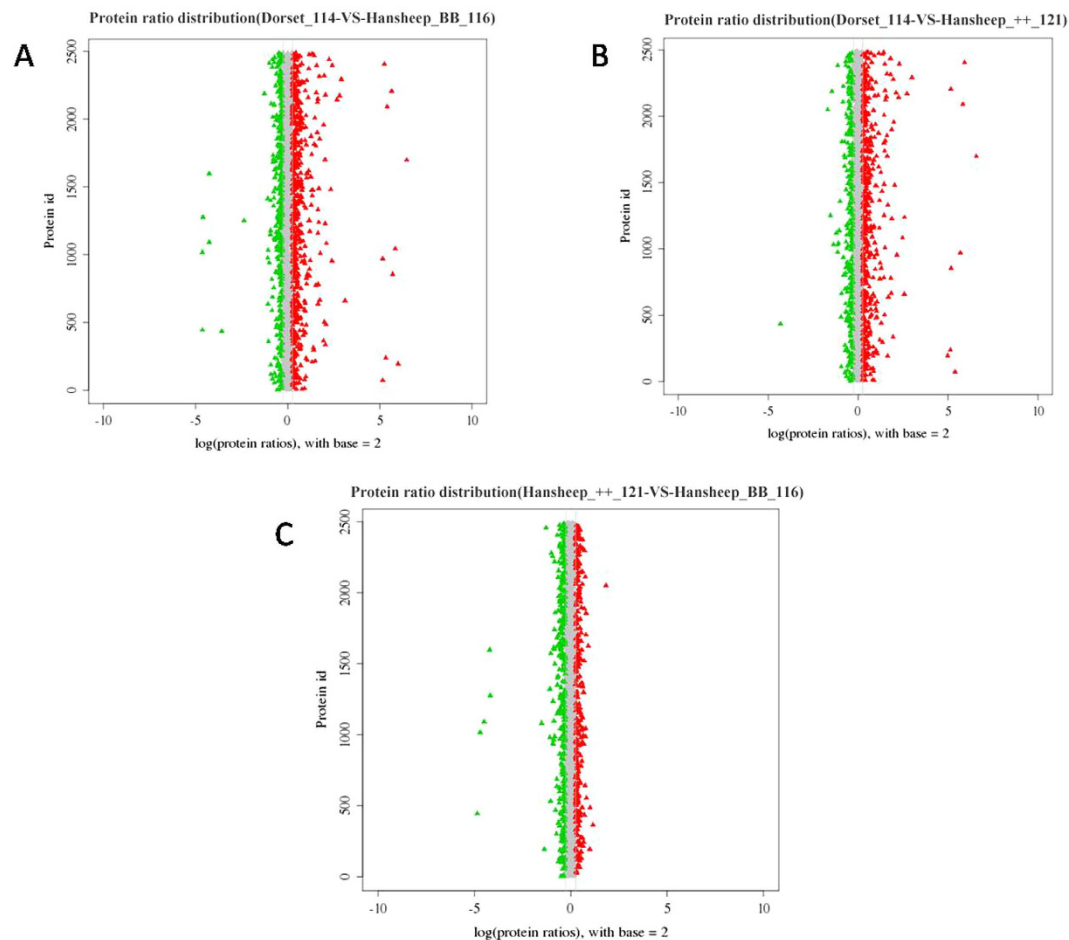 Protein ratio distribution(Dorset_114-VS-Hansheep_BB_116)
A
Protein id
2500
2000
1500
1000
500
0
-10
-5
0
5
10
log(protein ratios), with base = 2
Protein ratio distribution(Dorset_114-VS-Hansheep_++_121)
B
Protein id
2500
2000
1500
1000
500
0
-10
-5
0
5
10
log(protein ratios), with base = 2
Protein ratio distribution(Hansheep_++_121-VS-Hansheep_BB_116)
C
Protein id
2500
2000
1500
1000
500
0
-10
-5
0
5
10
log(protein ratios), with base = 2